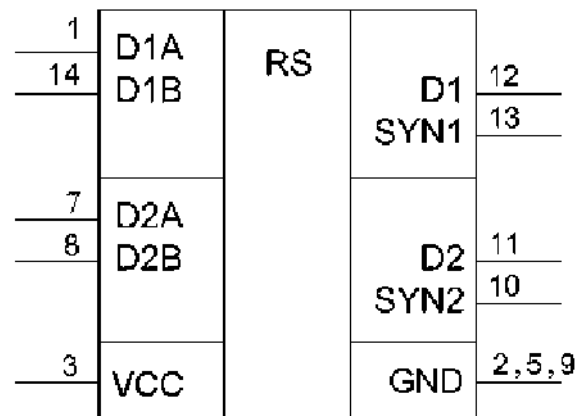 1 D1A RS
14 D1B D1 12
SYN1 13
7 D2A
8 D2B D2 11
SYN2 10
3 VCC GND 2,5,9